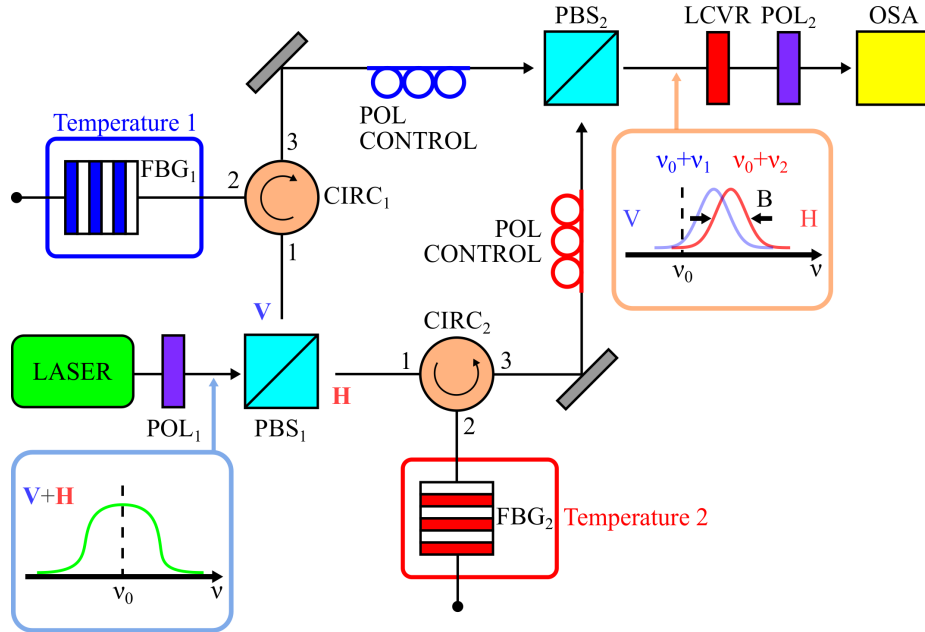 PBS₂
LCVR
POL₂
OSA
POL
CONTROL
Temperature 1
FBG₁
3
2
CIRC₁
1
ν₀+ν₁
ν₀+ν₂
V
B
H
ν₀
ν
POL
CONTROL
V
CIRC₂
LASER
1
3
H
POL₁
PBS₁
2
V+H
ν₀
ν
FBG₂
Temperature 2